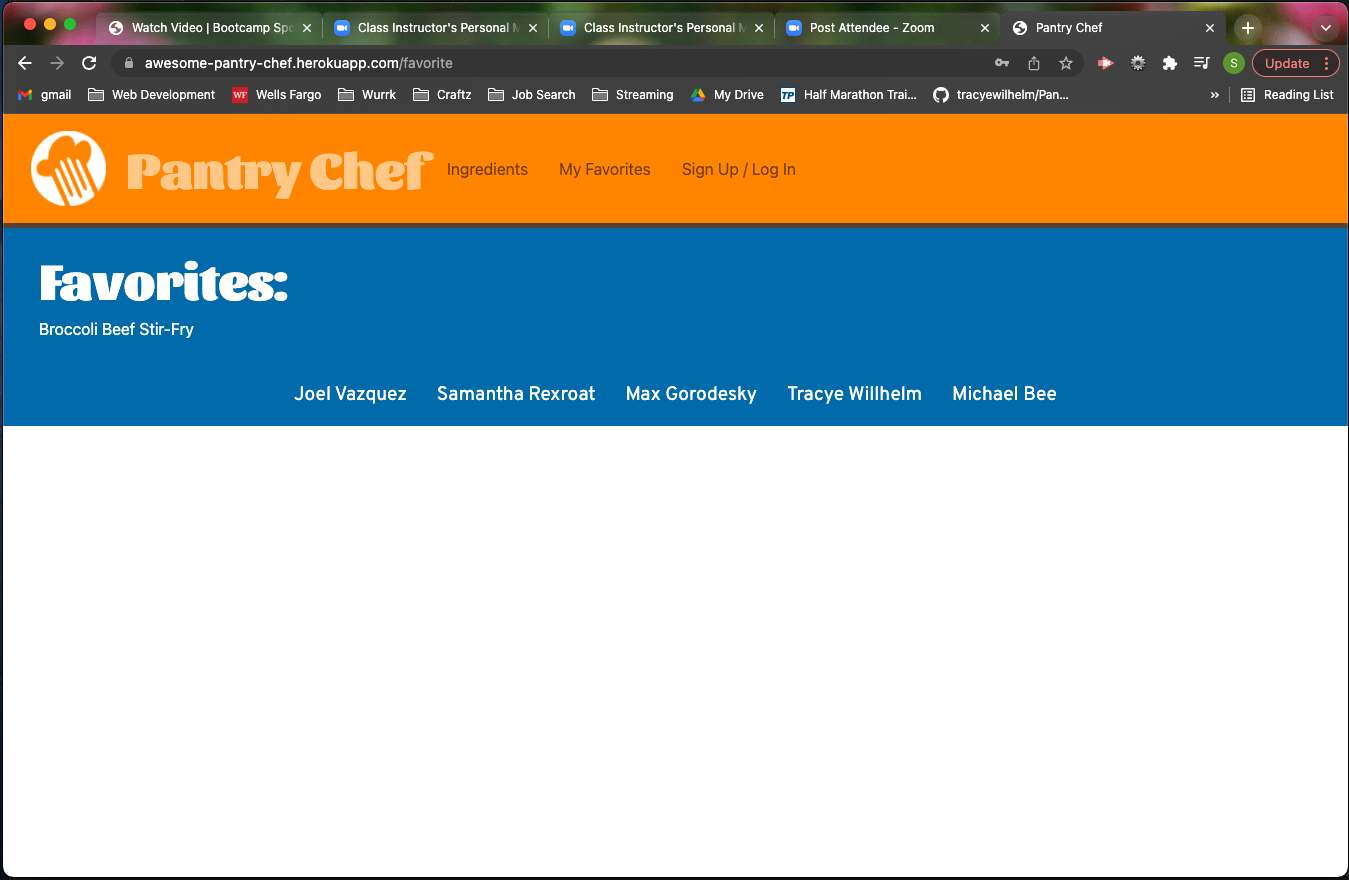 Watch Video | Bootcamp Spo
Class Instructor's Personal M
Class Instructor's Personal M
Post Attendee - Zoom
Pantry Chef
awesome-pantry-chef.herokuapp.com/favorite
S
Update
gmail
Web Development
WF
Wells Fargo
Wurrk
Craftz
Job Search
Streaming
My Drive
TP
Half Marathon Trai...
tracyewilhelm/Pan...
»
Reading List
Pantry Chef
Ingredients
My Favorites
Sign Up / Log In
Favorites:
Broccoli Beef Stir-Fry
Joel Vazquez
Samantha Rexroat
Max Gorodesky
Tracye Willhelm
Michael Bee